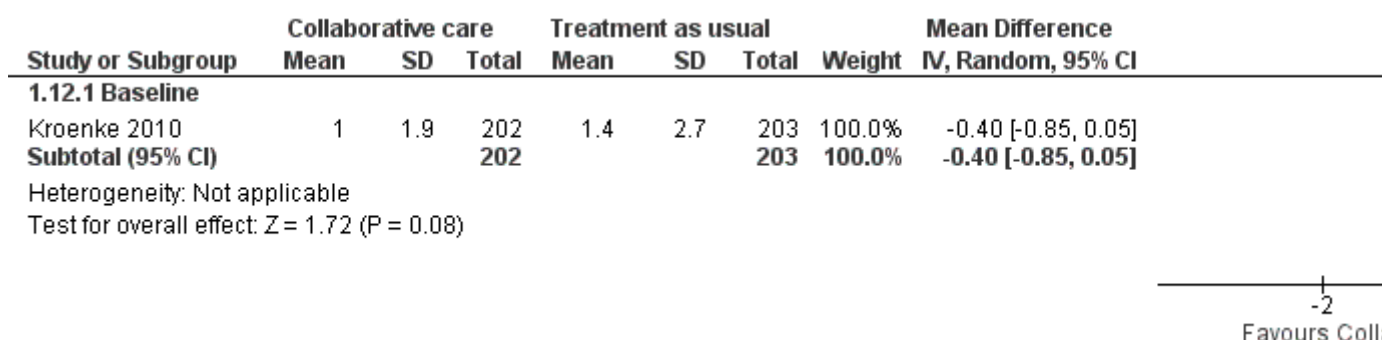 Collaborative care Treatment as usual Mean Difference
Study or Subgroup Mean SD Total Mean SD Total Weight IV, Random, 95% CI
1.12.1 Baseline
Kroenke 2010 1 1.9 202 1.4 2.7 203 100.0% -0.40 [-0.85, 0.05]
Subtotal (95% CI) 202 203 100.0% -0.40 [-0.85, 0.05]
Heterogeneity: Not applicable
Test for overall effect: Z = 1.72 (P = 0.08)
-2
Favours